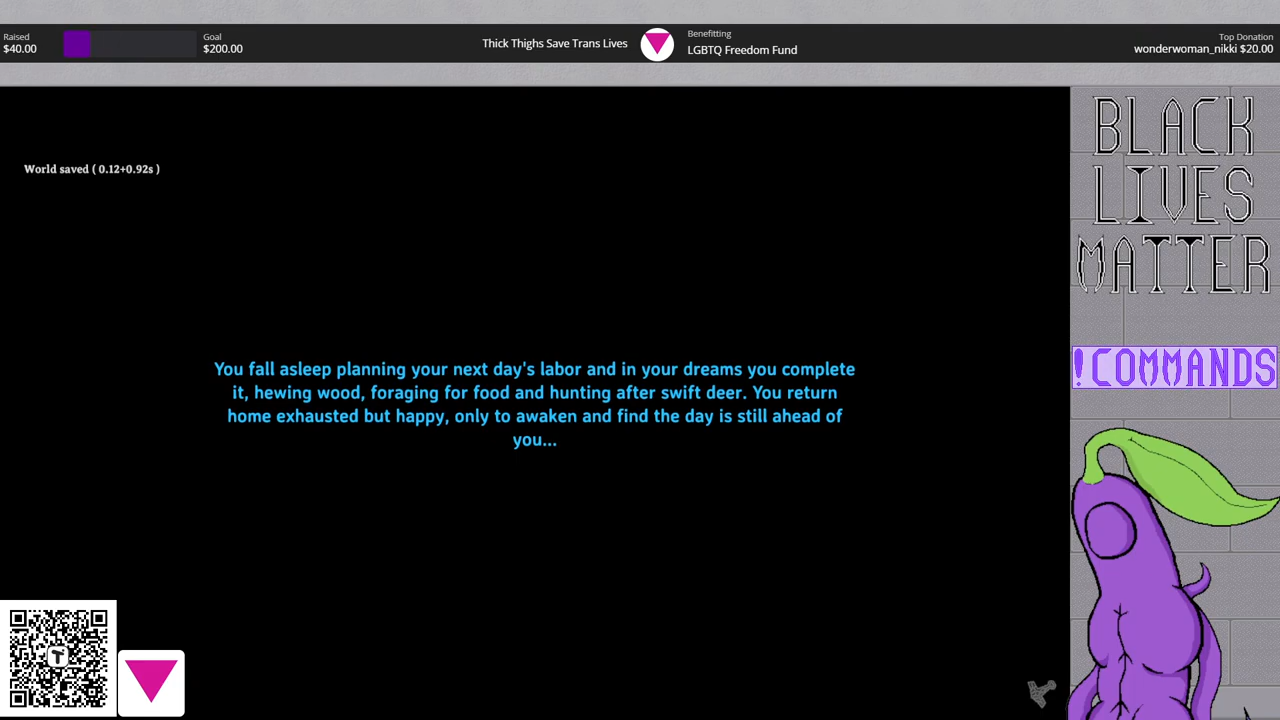 Raised
$40.00
Goal
$200.00
Thick Thighs Save Trans Lives
Benefitting
LGBTQ Freedom Fund
Top Donation
wonderwoman_nikki $20.00
World saved ( 0.12+0.92s )
You fall asleep planning your next day's labor and in your dreams you complete
it, hewing wood, foraging for food and hunting after swift deer. You return
home exhausted but happy, only to awaken and find the day is still ahead of
you...
BLACK
LIVES
MATTER
!COMMANDS
T